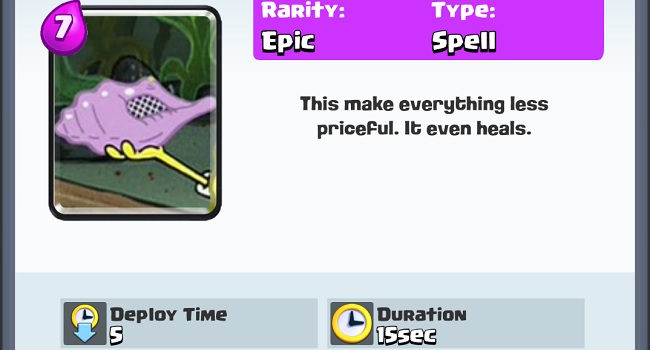 7
Rarity:
Type:
Epic
Spell
This make everything less
priceful. It even heals.
Deploy Time
5
Duration
15sec